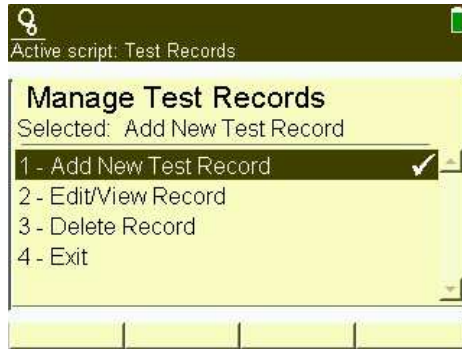 Active script: Test Records
Manage Test Records
Selected: Add New Test Record
1 - Add New Test Record
2 - Edit/View Record
3 - Delete Record
4 - Exit